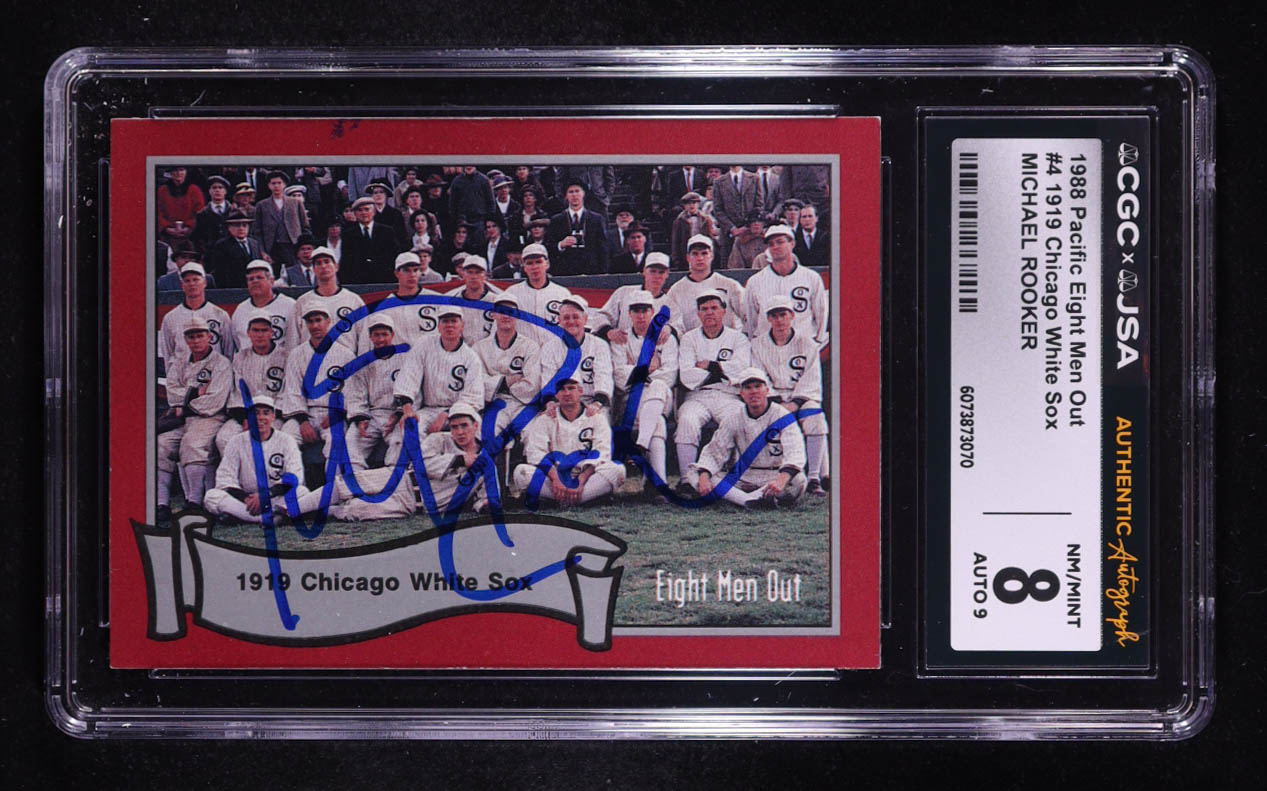 1919 Chicago White Sox
Eight Men Out
CGC x JSA AUTHENTIC Autograph
1988 Pacific Eight Men Out
#4 1919 Chicago White Sox
MICHAEL ROOKER
6073873070
NM/MINT
8
AUTO 9